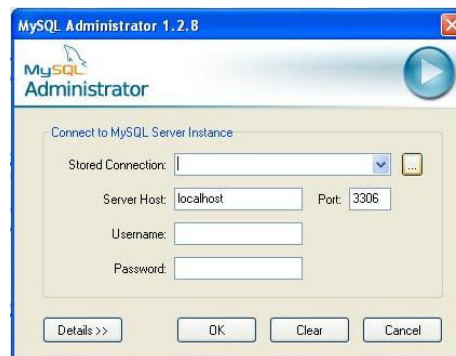 MySQL Administrator 1.2.8
MySQL
Administrator
Connect to MySQL Server Instance
Stored Connection:
...
Server Host: localhost Port: 3306
Username:
Password:
Details >> OK Clear Cancel